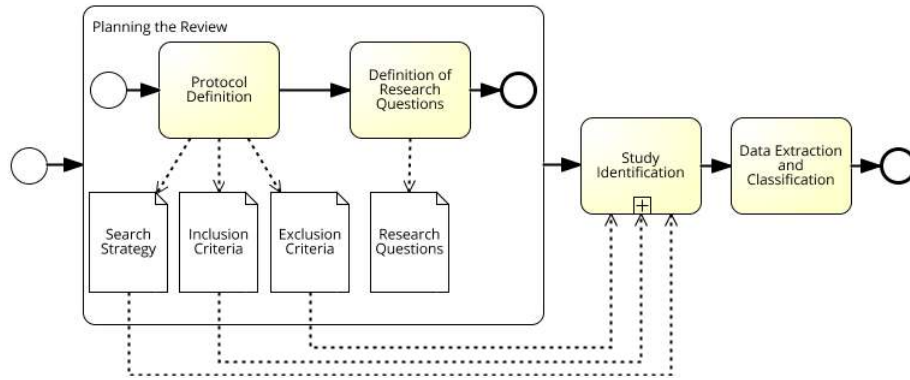 Planning the Review
Protocol
Definition
Definition of
Research
Questions
Study
Identification
Data Extraction
and
Classification
Search
Strategy
Inclusion
Criteria
Exclusion
Criteria
Research
Questions